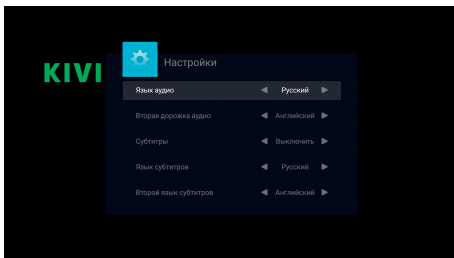 KIVI
Настройки
Язык аудио Русский
Вторая дорожка аудио Английский
Субтитры Выключить
Язык субтитров Русский
Второй язык субтитров Английский